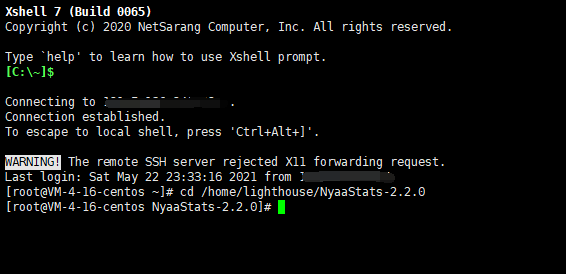 Xshell 7 (Build 0065)
Copyright (c) 2020 NetSarang Computer, Inc. All rights reserved.
Type `help' to learn how to use Xshell prompt.
[C:\~]$
Connecting to .
Connection established.
To escape to local shell, press 'Ctrl+Alt+]'.
WARNING! The remote SSH server rejected X11 forwarding request.
Last login: Sat May 22 23:33:16 2021 from
[root@VM-4-16-centos ~]# cd /home/lighthouse/NyaaStats-2.2.0
[root@VM-4-16-centos NyaaStats-2.2.0]#